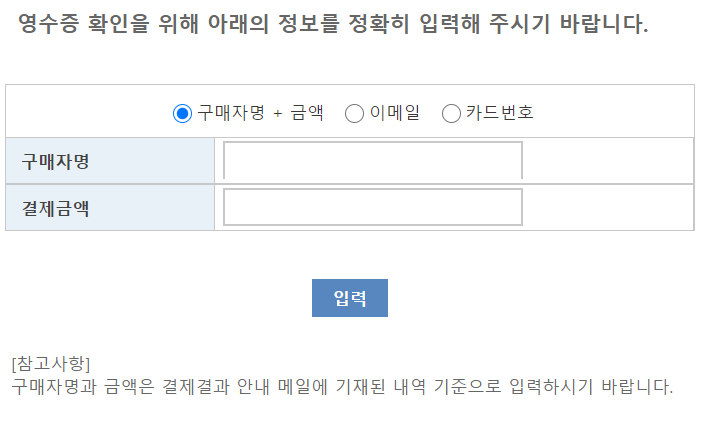 영수증 확인을 위해 아래의 정보를 정확히 입력해 주시기 바랍니다.
구매자명 + 금액 이메일 카드번호
구매자명
결제금액
입력
[참고사항]
구매자명과 금액은 결제결과 안내 메일에 기재된 내역 기준으로 입력하시기 바랍니다.